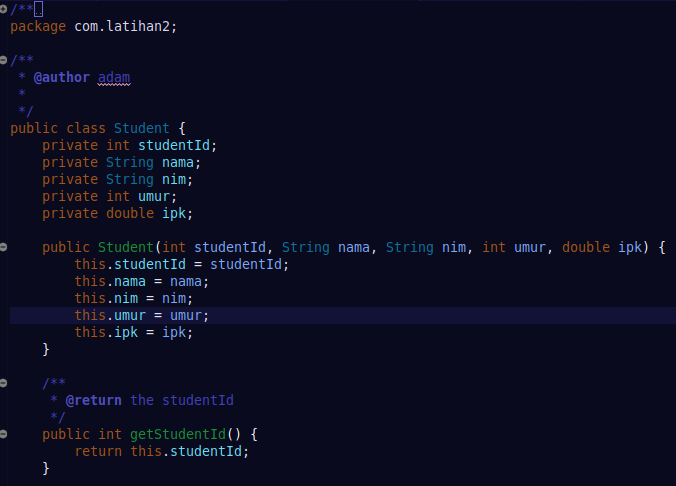 /**
package com.latihan2;
/**
 * @author adam
 *
 */
public class Student {
    private int studentId;
    private String nama;
    private String nim;
    private int umur;
    private double ipk;
    public Student(int studentId, String nama, String nim, int umur, double ipk) {
        this.studentId = studentId;
        this.nama = nama;
        this.nim = nim;
        this.umur = umur;
        this.ipk = ipk;
    }
    /**
     * @return the studentId
     */
    public int getStudentId() {
        return this.studentId;
    }